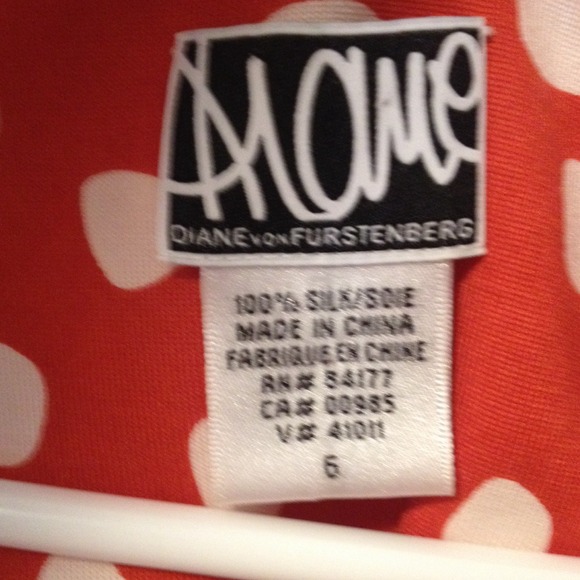 Diane
DIANE VON FURSTENBERG
100% SILK/SOIE
MADE IN CHINA
FABRIQUE EN CHINE
RN# 84177
CA# 00985
V# 41011
6